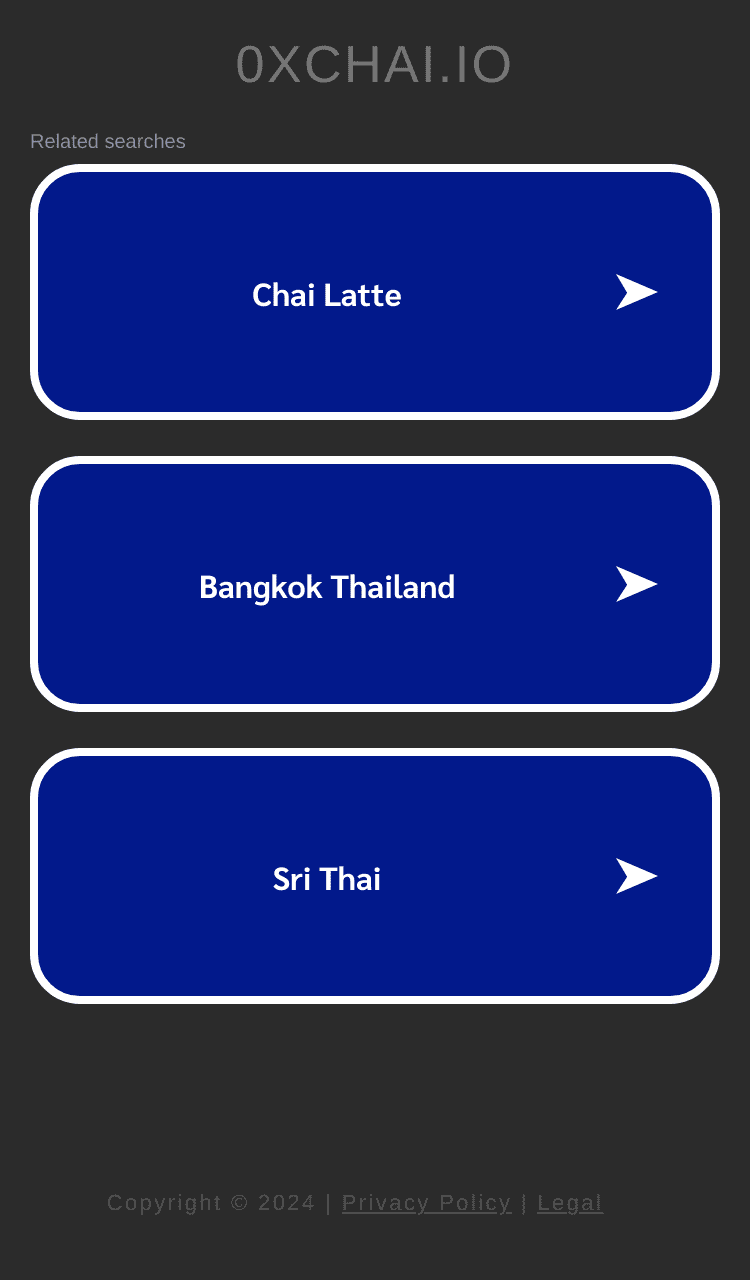 0XCHAI.IO
Related searches
Chai Latte
Bangkok Thailand
Sri Thai
Copyright © 2024 | Privacy Policy | Legal